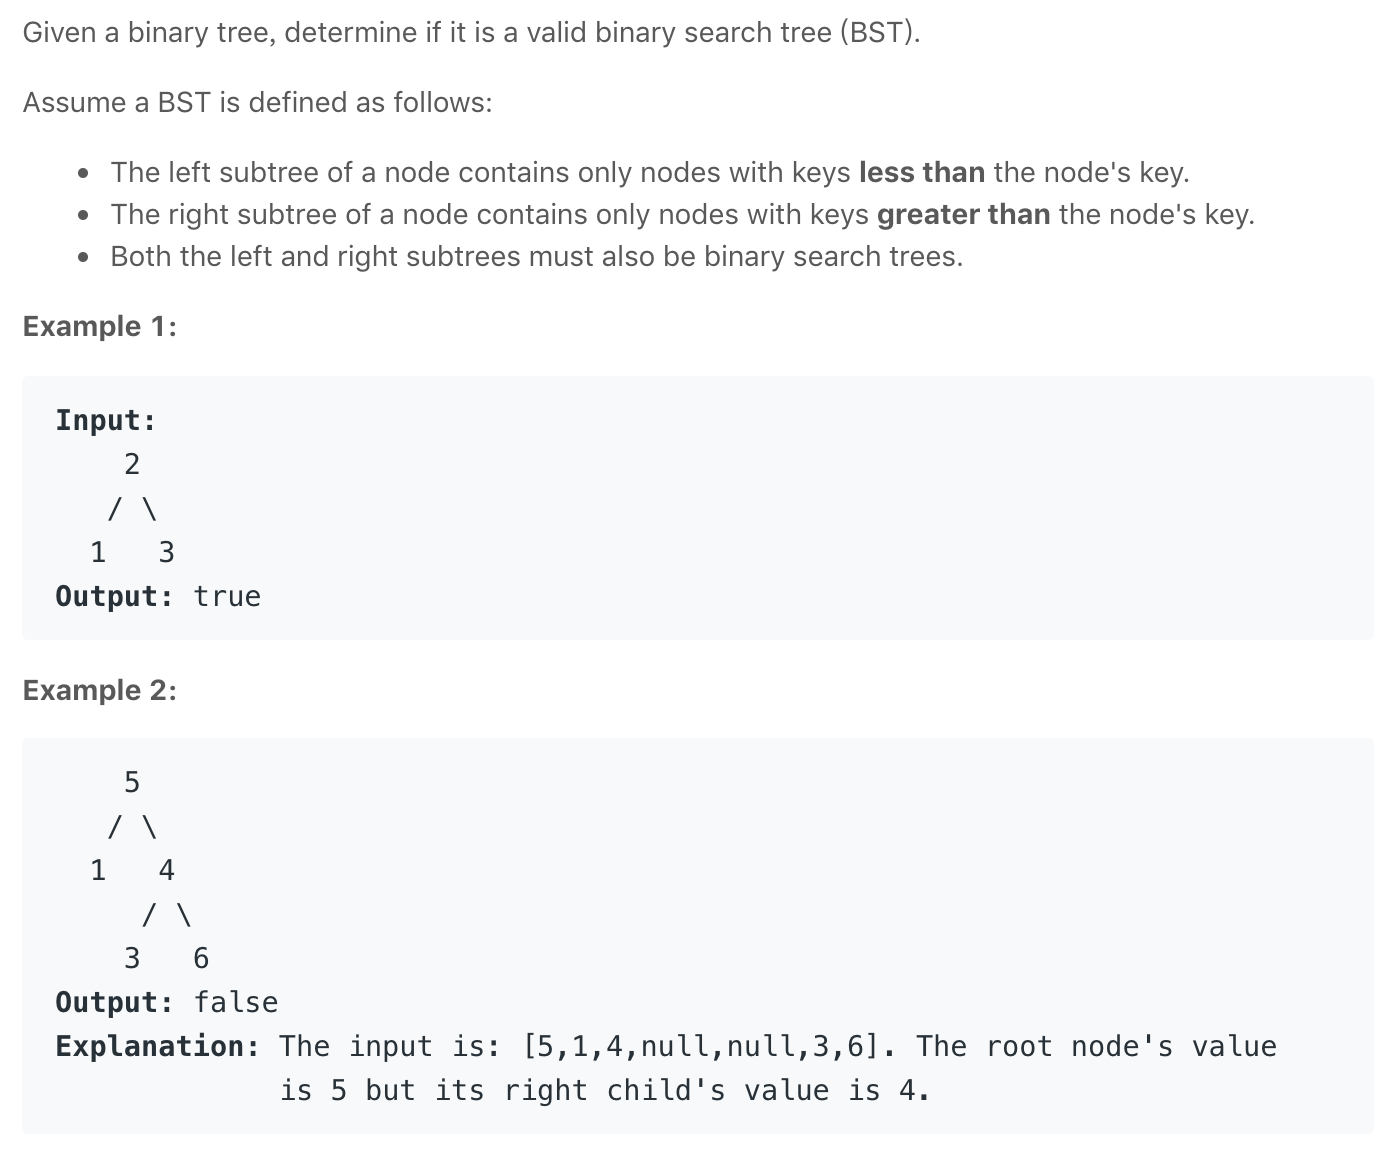 Given a binary tree, determine if it is a valid binary search tree (BST).
Assume a BST is defined as follows:
• The left subtree of a node contains only nodes with keys less than the node's key.
• The right subtree of a node contains only nodes with keys greater than the node's key.
• Both the left and right subtrees must also be binary search trees.
Example 1:
Input:
    2
   / \
  1   3
Output: true
Example 2:
    5
   / \
  1   4
     / \
    3   6
Output: false
Explanation: The input is: [5,1,4,null,null,3,6]. The root node's value
             is 5 but its right child's value is 4.